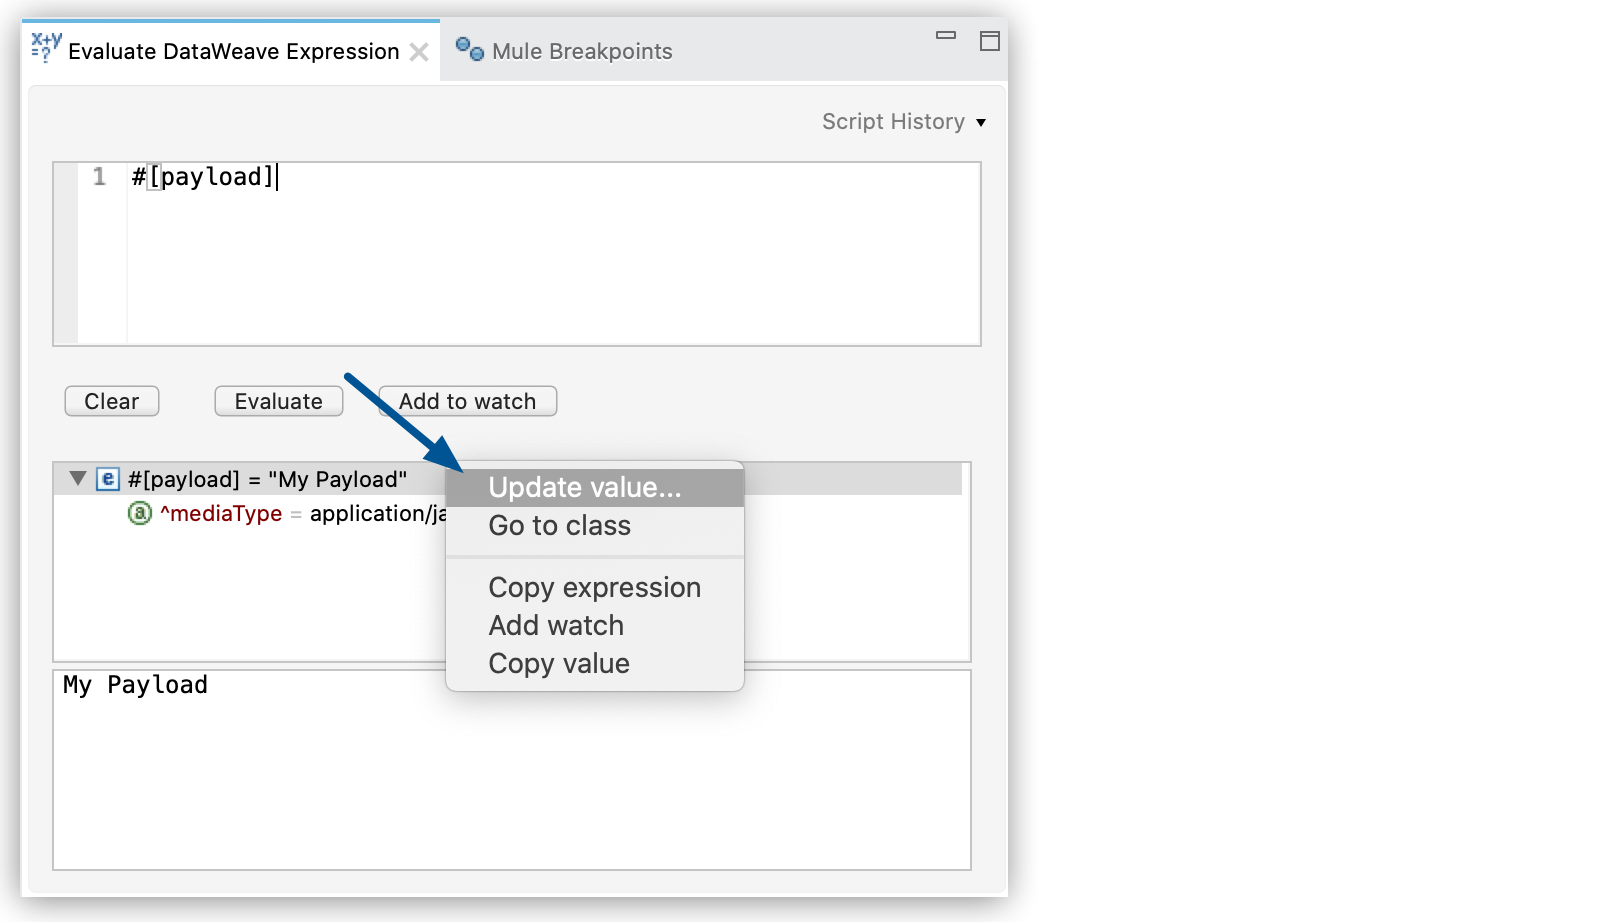 Evaluate DataWeave Expression
Mule Breakpoints
Script History
1 #[payload]
Clear Evaluate Add to watch
#[payload] = "My Payload"
^mediaType = application/ja
Update value...
Go to class
Copy expression
Add watch
Copy value
My Payload